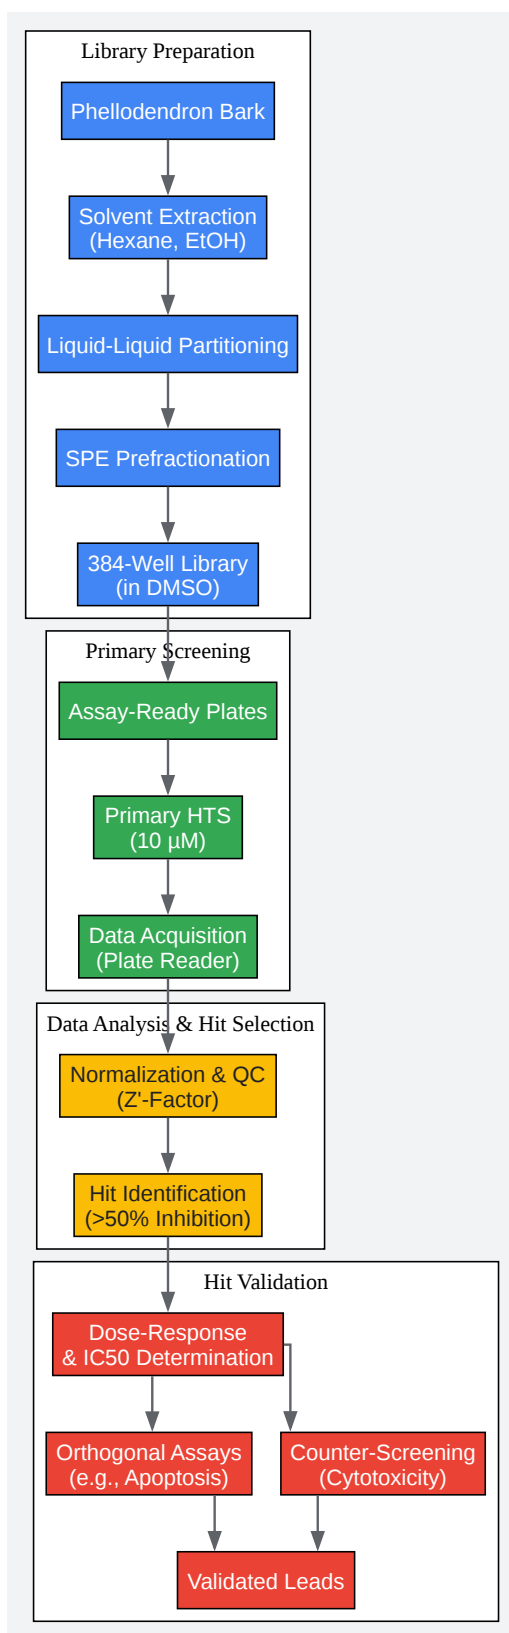 Library Preparation
Phellodendron Bark
Solvent Extraction
(Hexane, EtOH)
Liquid-Liquid Partitioning
SPE Prefractionation
384-Well Library
(in DMSO)
Primary Screening
Assay-Ready Plates
Primary HTS
(10 µM)
Data Acquisition
(Plate Reader)
Data Analysis & Hit Selection
Normalization & QC
(Z'-Factor)
Hit Identification
(>50% Inhibition)
Hit Validation
Dose-Response
& IC50 Determination
Orthogonal Assays
(e.g., Apoptosis)
Counter-Screening
(Cytotoxicity)
Validated Leads